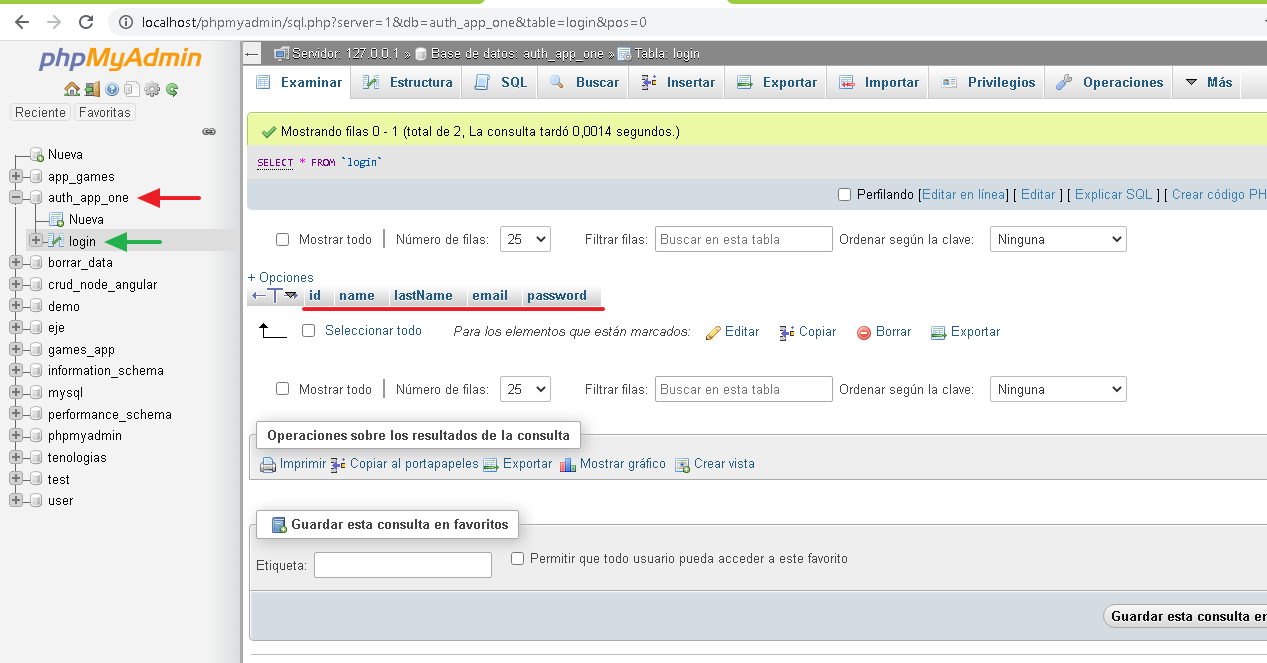 localhost/phpmyadmin/sql.php?server=1&db=auth_app_one&table=login&pos=0
phpMyAdmin
Reciente Favoritas
Nueva
app_games
auth_app_one
Nueva
login
borrar_data
crud_node_angular
demo
eje
games_app
information_schema
mysql
performance_schema
phpmyadmin
tenologias
test
user
Servidor: 127.0.0.1 » Base de datos: auth_app_one » Tabla: login
Examinar Estructura SQL Buscar Insertar Exportar Importar Privilegios Operaciones Más
Mostrando filas 0 - 1 (total de 2, La consulta tardó 0,0014 segundos.)
SELECT * FROM `login`
Perfilando [Editar en línea] [ Editar ] [ Explicar SQL ] [ Crear código PH
Mostrar todo Número de filas: 25 Filtrar filas: Buscar en esta tabla Ordenar según la clave: Ninguna
+ Opciones
id name lastName email password
Seleccionar todo Para los elementos que están marcados: Editar Copiar Borrar Exportar
Mostrar todo Número de filas: 25 Filtrar filas: Buscar en esta tabla Ordenar según la clave: Ninguna
Operaciones sobre los resultados de la consulta
Imprimir Copiar al portapapeles Exportar Mostrar gráfico Crear vista
Guardar esta consulta en favoritos
Etiqueta: Permitir que todo usuario pueda acceder a este favorito
Guardar esta consulta en